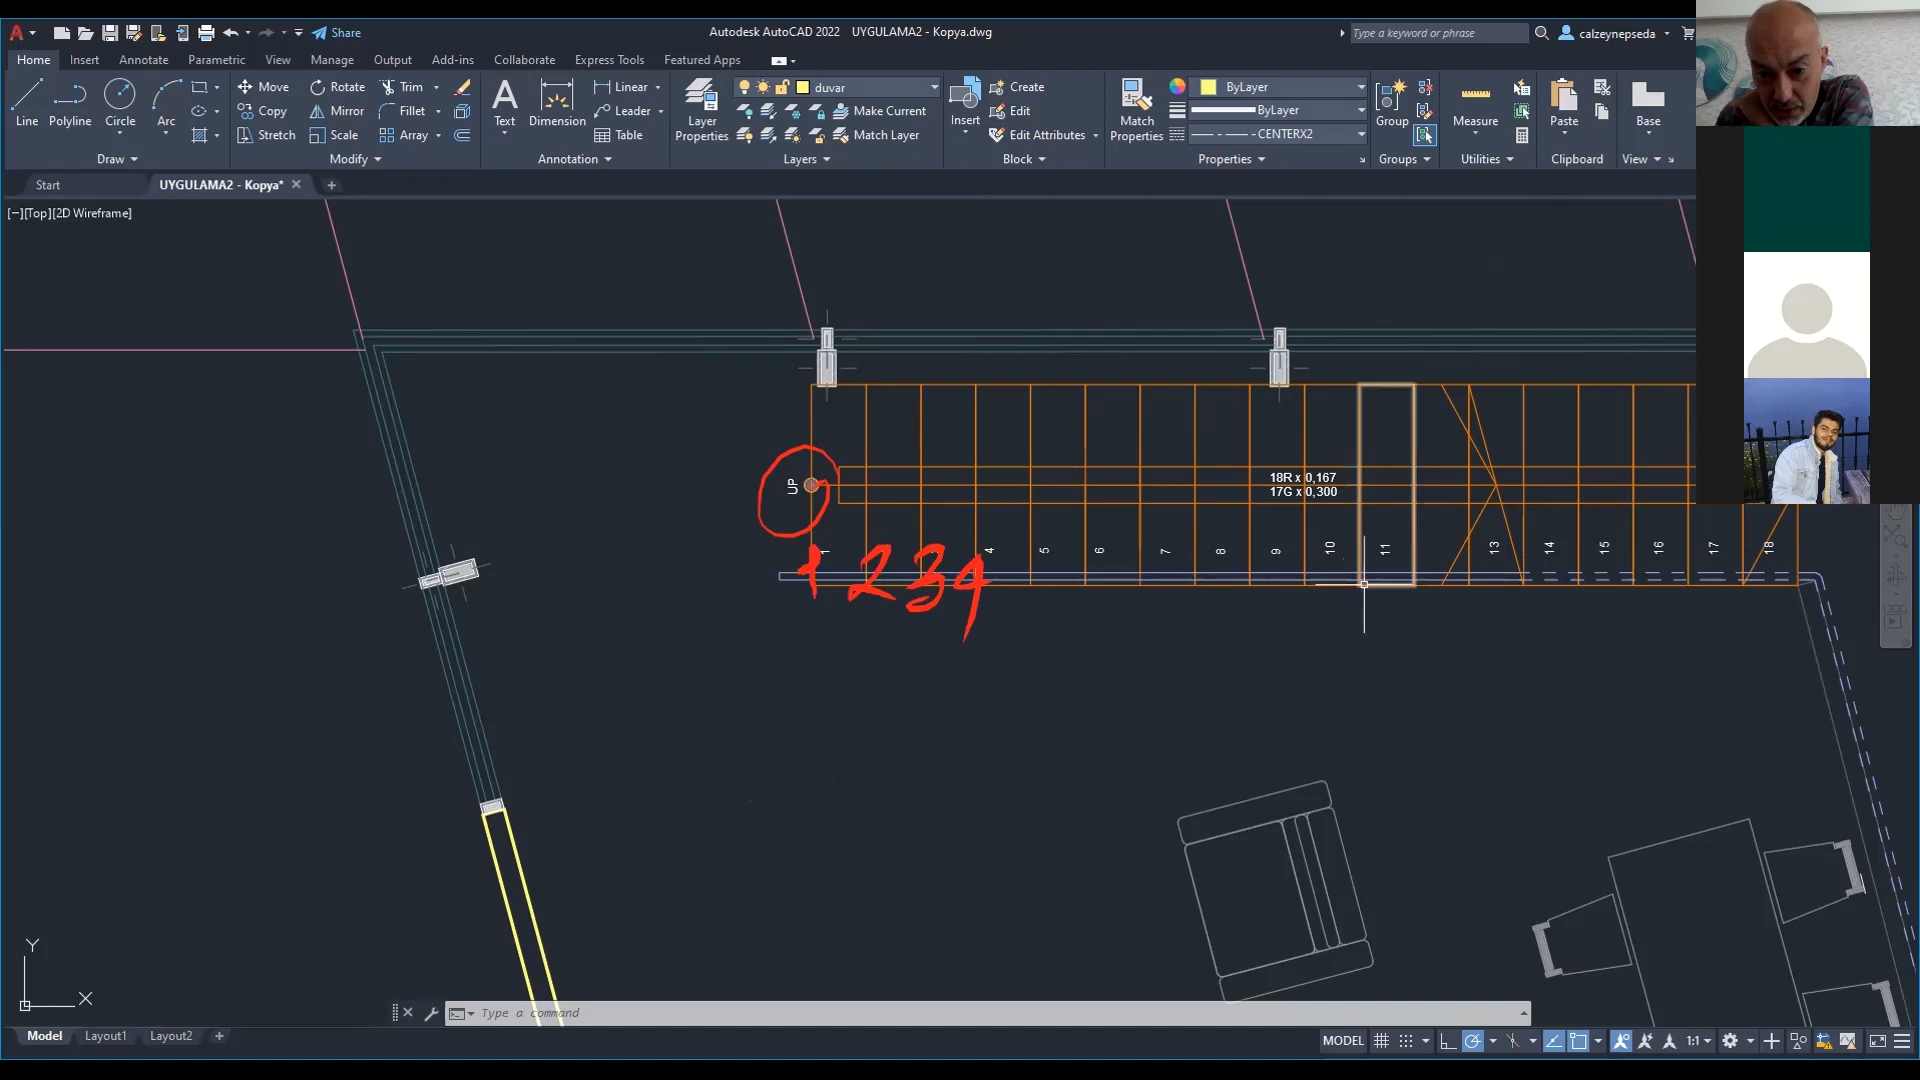 Share
Autodesk AutoCAD 2022 UYGULAMA2 - Kopya.dwg
Type a keyword or phrase
calzeynepseda
Home Insert Annotate Parametric View Manage Output Add-ins Collaborate Express Tools Featured Apps
Line
Polyline
Circle
Arc
Move Rotate Trim
Copy Mirror Fillet
Stretch Scale Array
Text
Dimension
Linear
Leader
Table
Layer
Properties
duvar
Make Current
Match Layer
Insert
Create
Edit
Edit Attributes
Match
Properties
ByLayer
ByLayer
CENTERX2
Group
Measure
Paste
Base
Draw Modify Annotation Layers Block Properties Groups Utilities Clipboard View
Start UYGULAMA2 - Kopya*
[−][Top][2D Wireframe]
UP
18R x 0,167
17G x 0,300
1 4 5 6 7 8 9 10 11 13 14 15 16 17 18
1 2 3 4
Y
X
Type a command
Model Layout1 Layout2
MODEL 1:1